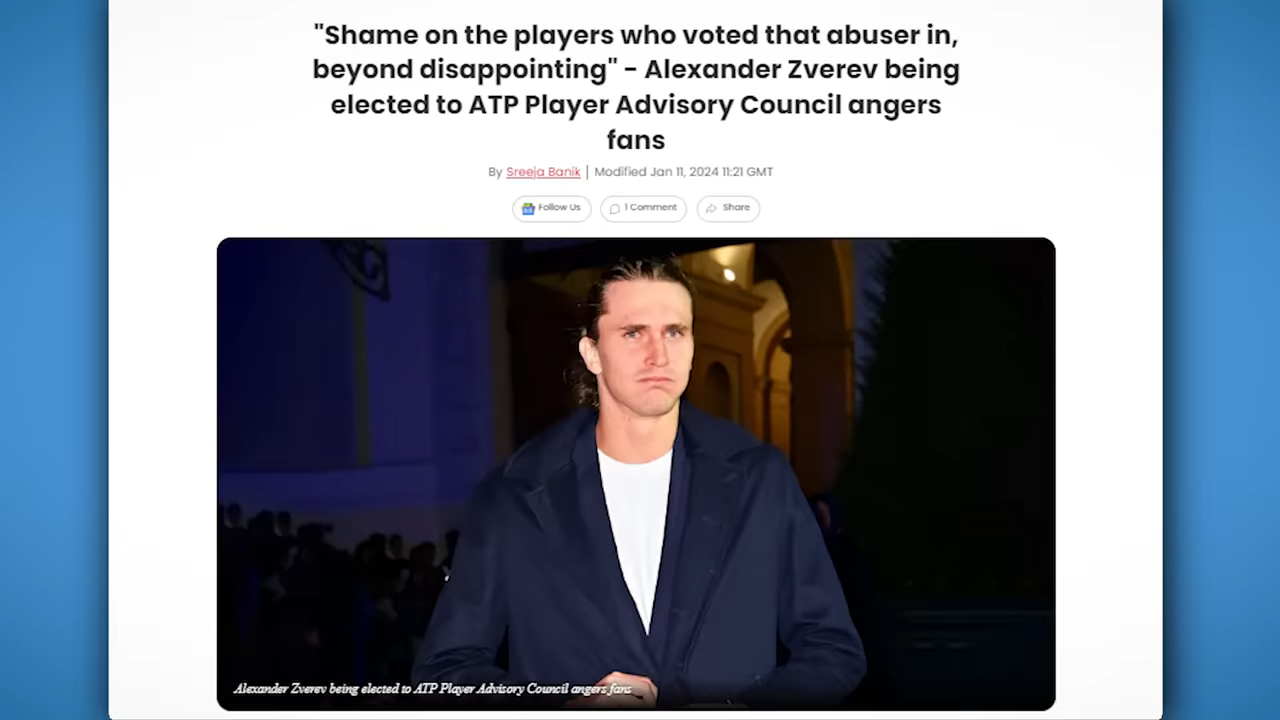 "Shame on the players who voted that abuser in,
beyond disappointing" - Alexander Zverev being
elected to ATP Player Advisory Council angers
fans
By Sreeja Banik | Modified Jan 11, 2024 11:21 GMT
Follow Us 1 Comment Share
Alexander Zverev being elected to ATP Player Advisory Council angers fans